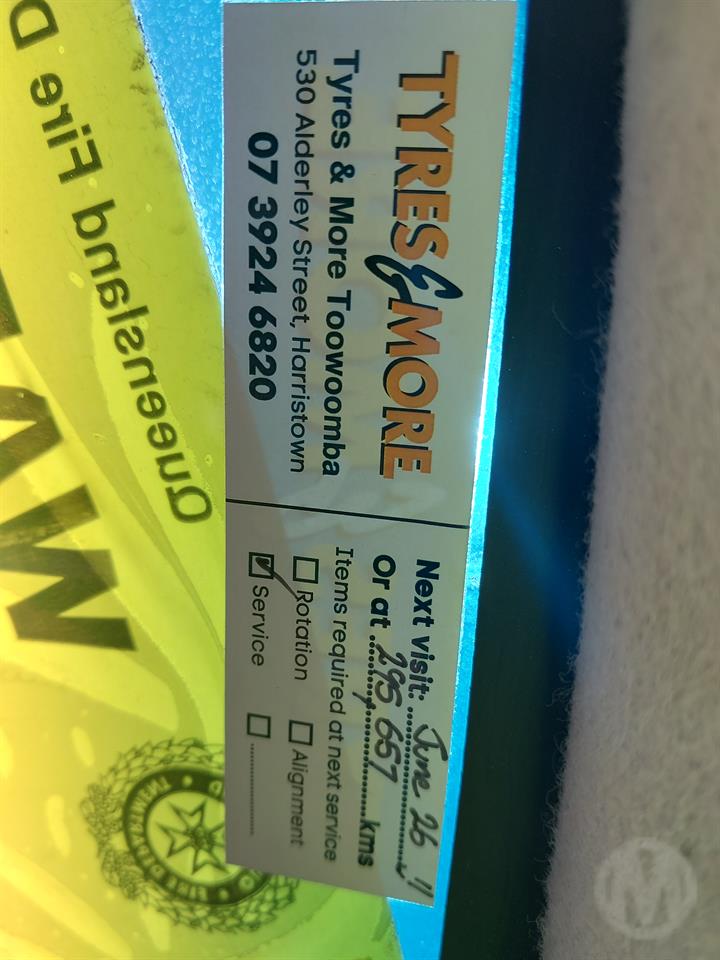 TYRES & MORE
Tyres & More Toowoomba
530 Alderley Street, Harristown
07 3924 6820
Next visit: June 26
Or at 295,657 kms
Items required at next service
Rotation
Alignment
Service
Queensland Fire D